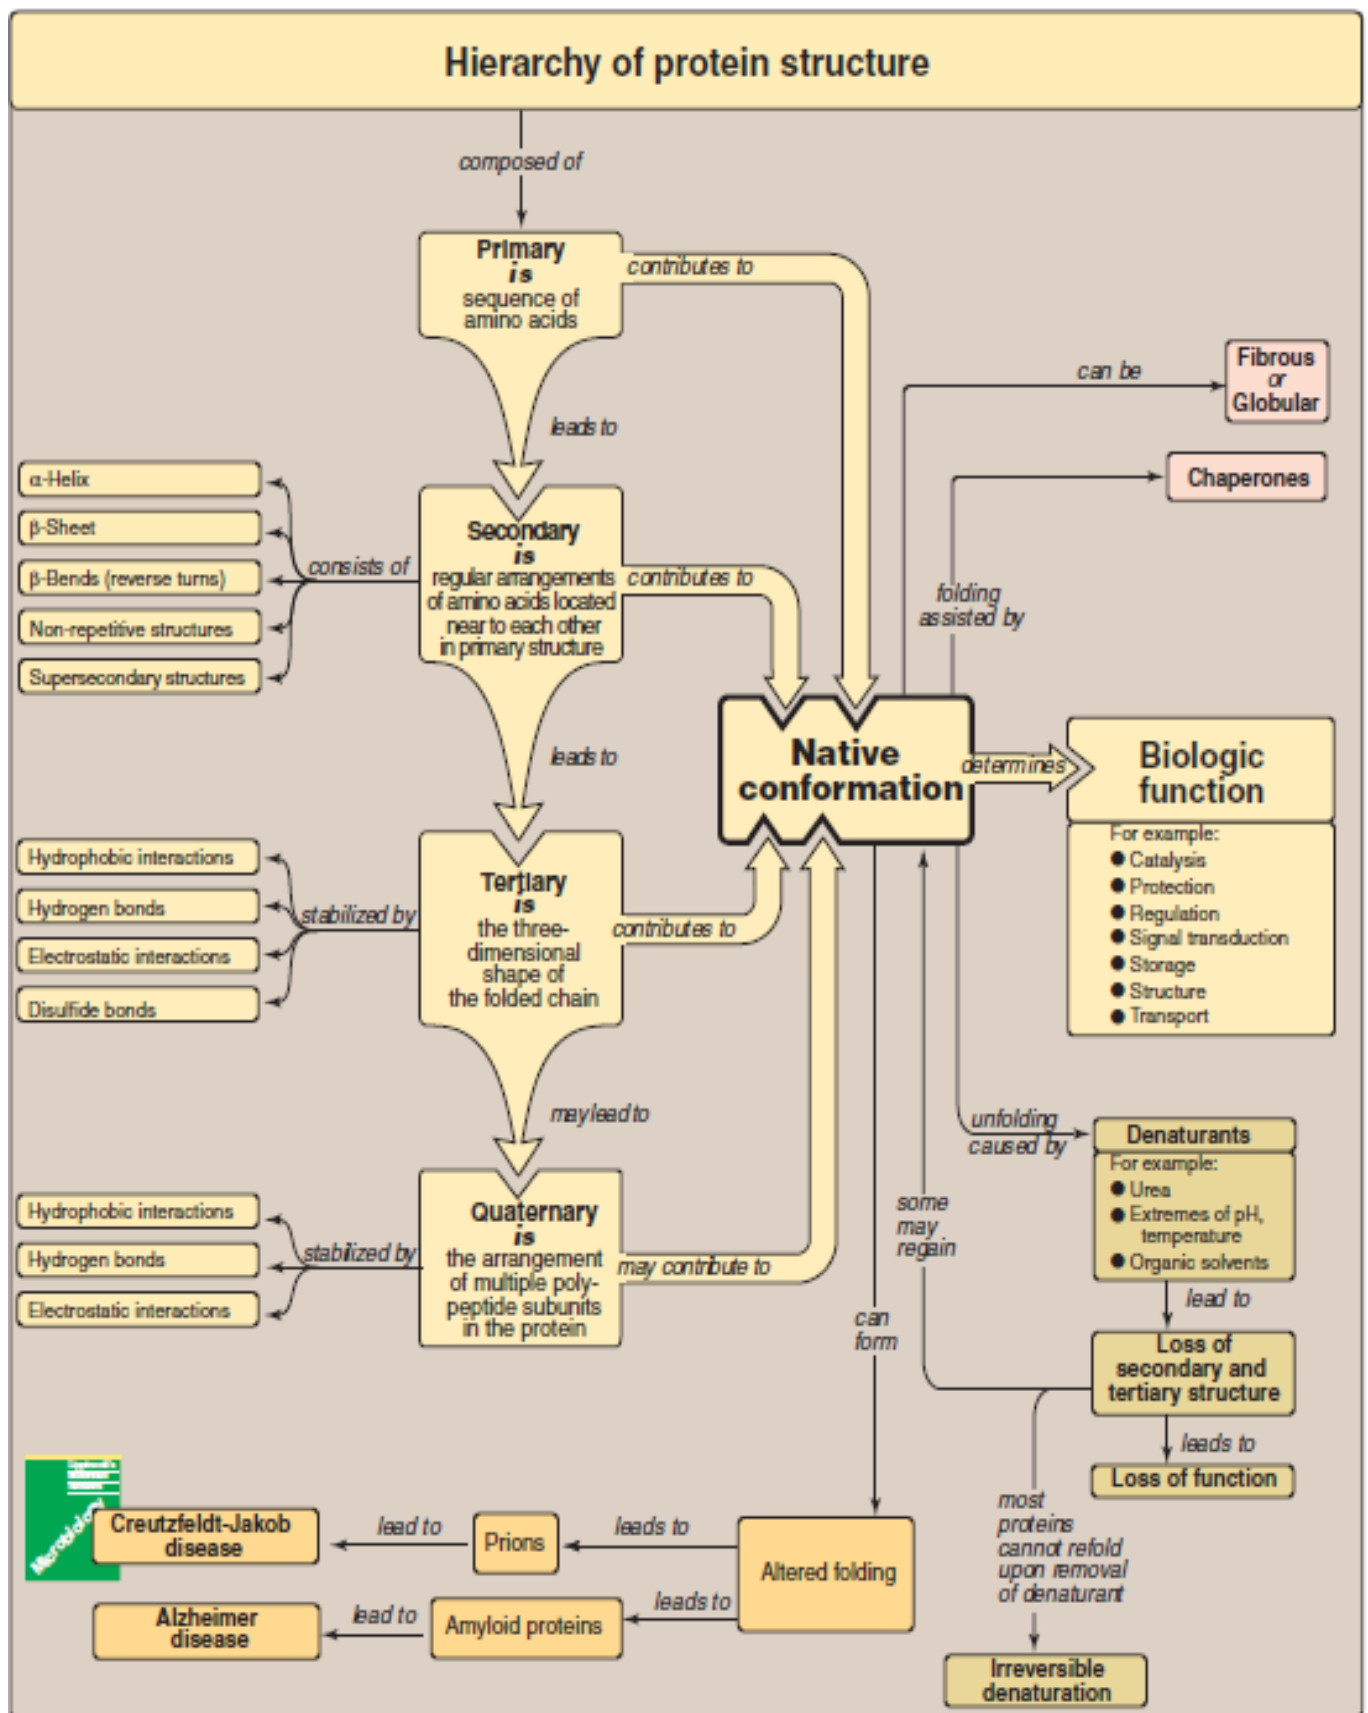 Hierarchy of protein structure
composed of
Primary
is
sequence of
amino acids
contributes to
leads to
Fibrous
or
Globular
can be
Chaperones
folding
assisted by
α-Helix
β-Sheet
β-Bends (reverse turns)
Non-repetitive structures
Supersecondary structures
consists of
Secondary
is
regular arrangements
of amino acids located
near to each other
in primary structure
contributes to
leads to
Native
conformation
determines
Biologic
function
For example:
● Catalysis
● Protection
● Regulation
● Signal transduction
● Storage
● Structure
● Transport
Hydrophobic interactions
Hydrogen bonds
Electrostatic interactions
Disulfide bonds
stabilized by
Tertiary
is
the three-
dimensional
shape of
the folded chain
contributes to
may lead to
unfolding
caused by
Denaturants
For example:
● Urea
● Extremes of pH,
temperature
● Organic solvents
lead to
Loss of
secondary and
tertiary structure
leads to
Loss of function
some
may
regain
Hydrophobic interactions
Hydrogen bonds
Electrostatic interactions
stabilized by
Quaternary
is
the arrangement
of multiple poly-
peptide subunits
in the protein
may contribute to
can
form
most
proteins
cannot refold
upon removal
of denaturant
Irreversible
denaturation
Altered folding
leads to
Prions
lead to
Creutzfeldt-Jakob
disease
leads to
Amyloid proteins
lead to
Alzheimer
disease
Microbiology